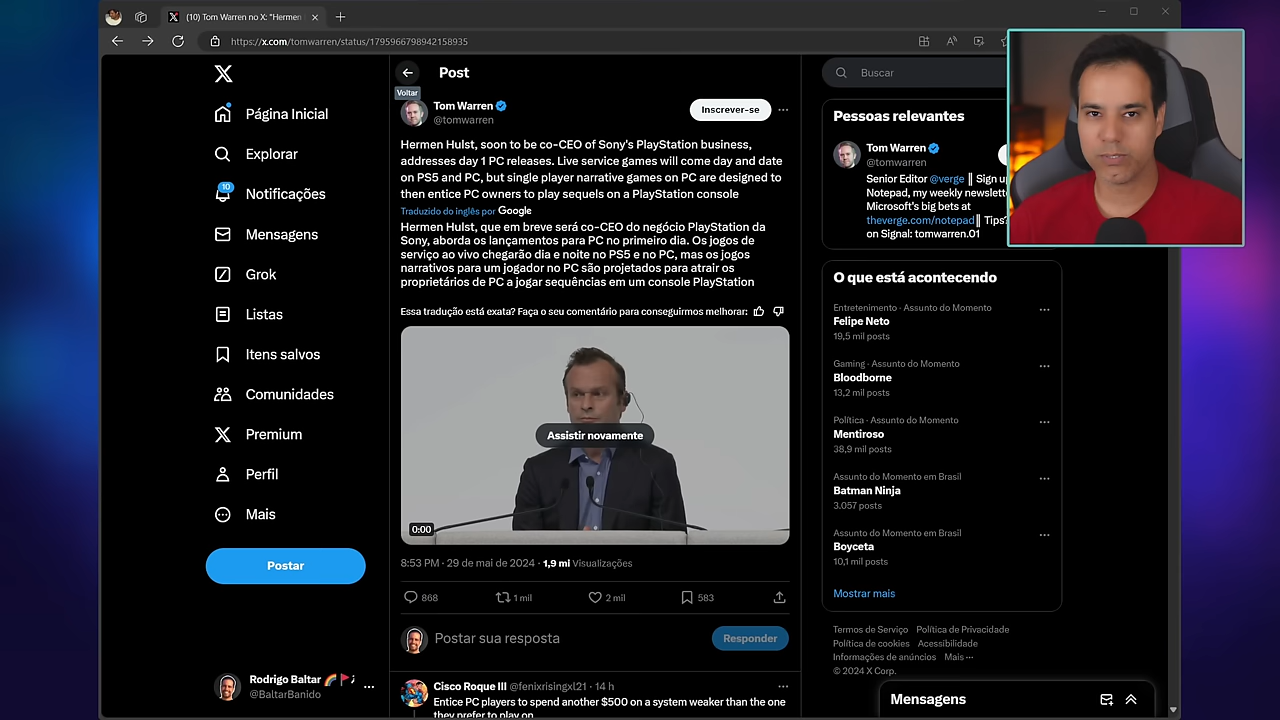 (10) Tom Warren no X: "Hermen
https://x.com/tomwarren/status/1795966798942158935
Página Inicial
Explorar
10
Notificações
Mensagens
Grok
Listas
Itens salvos
Comunidades
Premium
Perfil
Mais
Postar
Rodrigo Baltar
@BaltarBanido
Post
Voltar
Tom Warren
@tomwarren
Inscrever-se
Hermen Hulst, soon to be co-CEO of Sony's PlayStation business,
addresses day 1 PC releases. Live service games will come day and date
on PS5 and PC, but single player narrative games on PC are designed to
then entice PC owners to play sequels on a PlayStation console
Traduzido do inglês por Google
Hermen Hulst, que em breve será co-CEO do negócio PlayStation da
Sony, aborda os lançamentos para PC no primeiro dia. Os jogos de
serviço ao vivo chegarão dia e noite no PS5 e no PC, mas os jogos
narrativos para um jogador no PC são projetados para atrair os
proprietários de PC a jogar sequências em um console PlayStation
Essa tradução está exata? Faça o seu comentário para conseguirmos melhorar:
Assistir novamente
0:00
8:53 PM · 29 de mai de 2024 · 1,9 mi Visualizações
868
1 mil
2 mil
583
Postar sua resposta
Responder
Cisco Roque III @fenixrisingxl21 · 14 h
Entice PC players to spend another $500 on a system weaker than the one
they prefer to play on
Buscar
Pessoas relevantes
Tom Warren
@tomwarren
Senior Editor @verge || Sign up
Notepad, my weekly newslett
Microsoft's big bets at
theverge.com/notepad || Tips?
on Signal: tomwarren.01
O que está acontecendo
Entretenimento · Assunto do Momento
Felipe Neto
19,5 mil posts
Gaming · Assunto do Momento
Bloodborne
13,2 mil posts
Política · Assunto do Momento
Mentiroso
38,9 mil posts
Assunto do Momento em Brasil
Batman Ninja
3.057 posts
Assunto do Momento em Brasil
Boyceta
10,1 mil posts
Mostrar mais
Termos de Serviço Política de Privacidade
Política de cookies Acessibilidade
Informações de anúncios Mais ···
© 2024 X Corp.
Mensagens